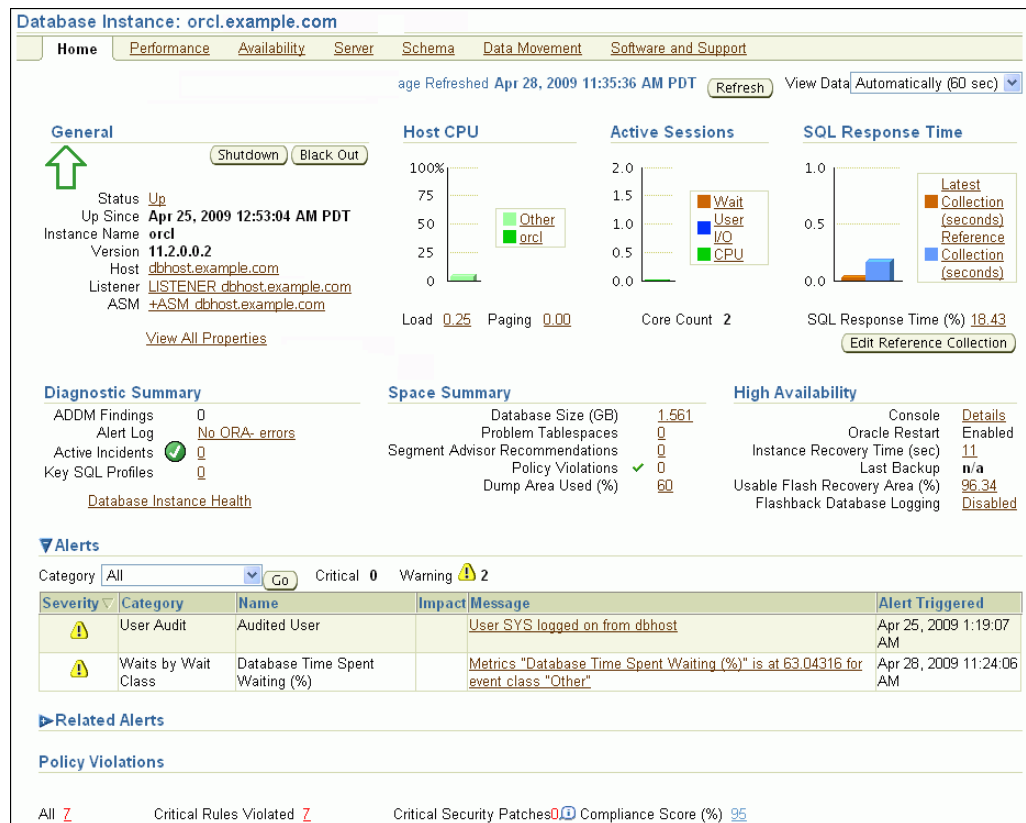 Database Instance: orcl.example.com
Home Performance Availability Server Schema Data Movement Software and Support
age Refreshed Apr 28, 2009 11:35:36 AM PDT Refresh View Data Automatically (60 sec)
General
Shutdown Black Out
Status Up
Up Since Apr 25, 2009 12:53:04 AM PDT
Instance Name orcl
Version 11.2.0.0.2
Host dbhost.example.com
Listener LISTENER dbhost.example.com
ASM +ASM dbhost.example.com
View All Properties
Host CPU
100%
75
50
25
0
Other
orcl
Load 0.25 Paging 0.00
Active Sessions
2.0
1.5
1.0
0.5
0.0
Wait
User
I/O
CPU
Core Count 2
SQL Response Time
1.0
0.5
0.0
Latest
Collection
(seconds)
Reference
Collection
(seconds)
SQL Response Time (%) 18.43
Edit Reference Collection
Diagnostic Summary
ADDM Findings 0
Alert Log No ORA- errors
Active Incidents 0
Key SQL Profiles 0
Database Instance Health
Space Summary
Database Size (GB) 1.561
Problem Tablespaces 0
Segment Advisor Recommendations 0
Policy Violations 0
Dump Area Used (%) 60
High Availability
Console Details
Oracle Restart Enabled
Instance Recovery Time (sec) 11
Last Backup n/a
Usable Flash Recovery Area (%) 96.34
Flashback Database Logging Disabled
Alerts
Category All Go Critical 0 Warning 2
Severity Category Name Impact Message Alert Triggered
User Audit Audited User User SYS logged on from dbhost Apr 25, 2009 1:19:07
AM
Waits by Wait Database Time Spent Metrics "Database Time Spent Waiting (%)" is at 63.04316 for Apr 28, 2009 11:24:06
Class Waiting (%) event class "Other" AM
Related Alerts
Policy Violations
All 7 Critical Rules Violated 7 Critical Security Patches 0 Compliance Score (%) 95